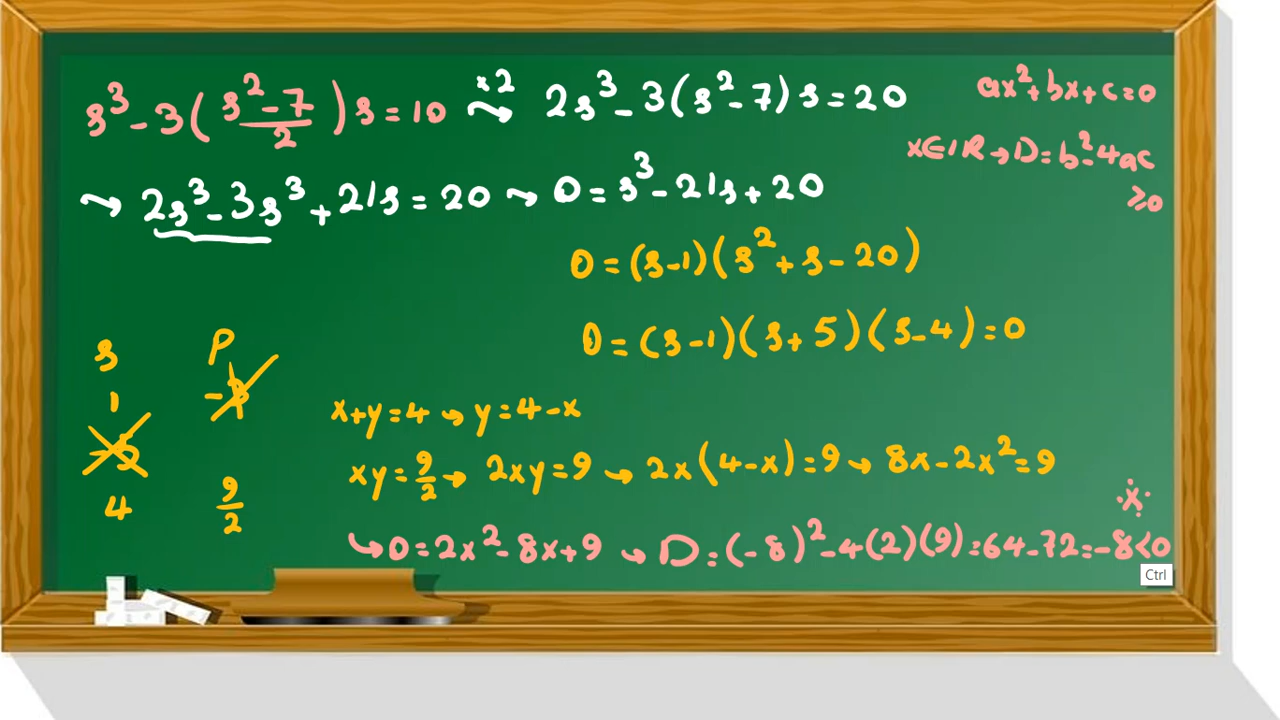 s³-3(s²-7/2)s=10 ×2⇝ 2s³-3(s²-7)s=20
ax²+bx+c=0
x∈ℝ→D=b²-4ac
≥0
⇝ 2s³-3s³+21s=20 ⇝ 0=s³-21s+20
0=(s-1)(s²+s-20)
0=(s-1)(s+5)(s-4)=0
s P
1
-5
4 9/2
x+y=4→y=4-x
xy=9/2→2xy=9→2x(4-x)=9→8x-2x²=9
↪0=2x²-8x+9→D=(-8)²-4(2)(9)=64-72=-8<0
Ctrl